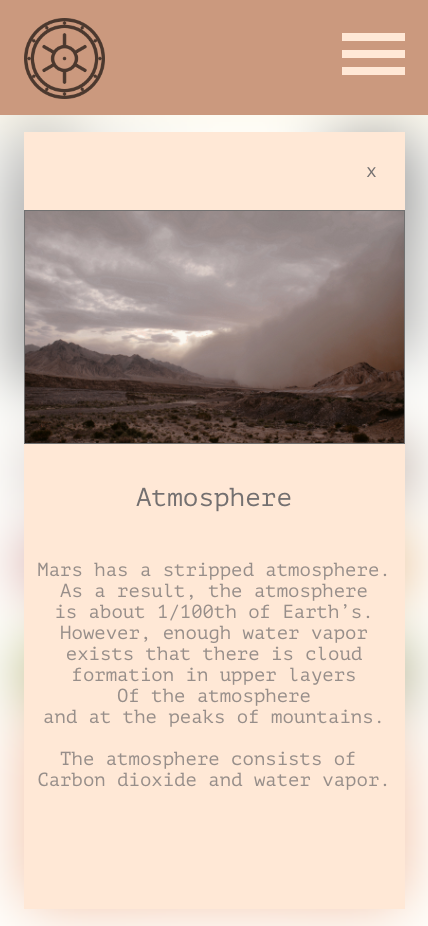 x
Atmosphere
Mars has a stripped atmosphere.
As a result, the atmosphere
is about 1/100th of Earth’s.
However, enough water vapor
exists that there is cloud
formation in upper layers
Of the atmosphere
and at the peaks of mountains.
The atmosphere consists of
Carbon dioxide and water vapor.